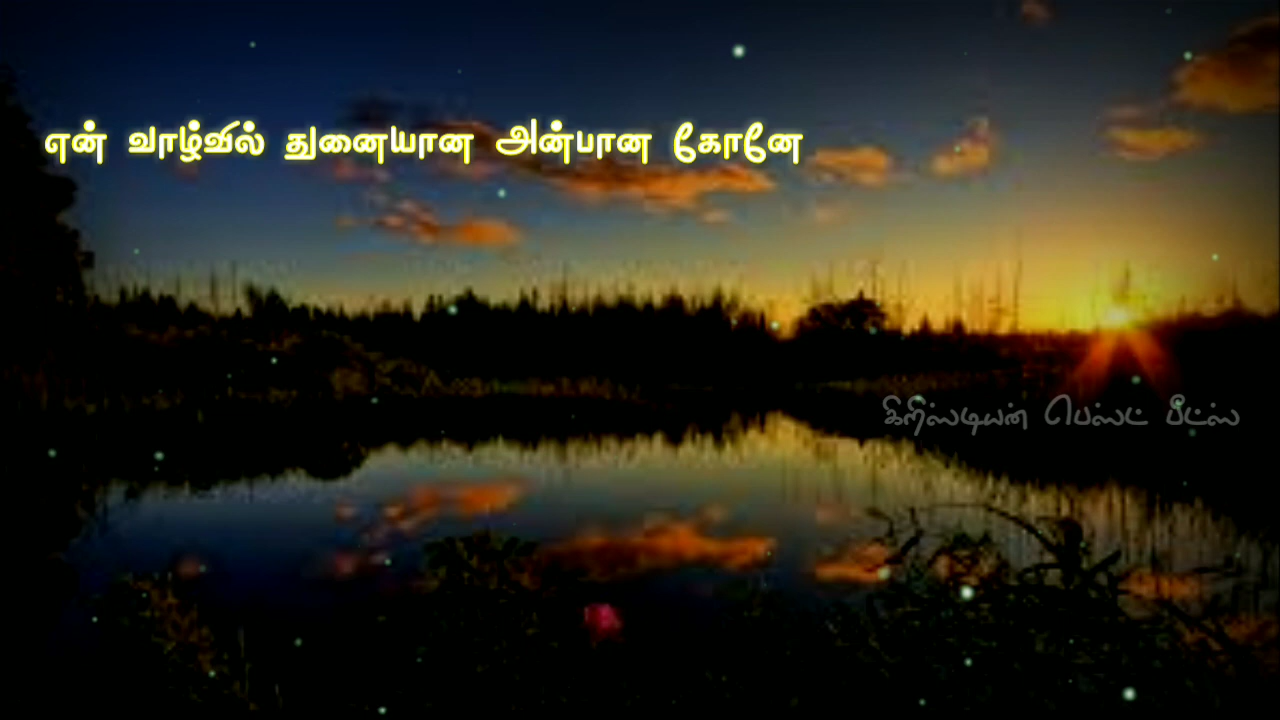 என் வாழ்வில் துனையான அன்பான கோனே
கிறிஸ்டியன் பெஸ்ட் பீட்ஸ்